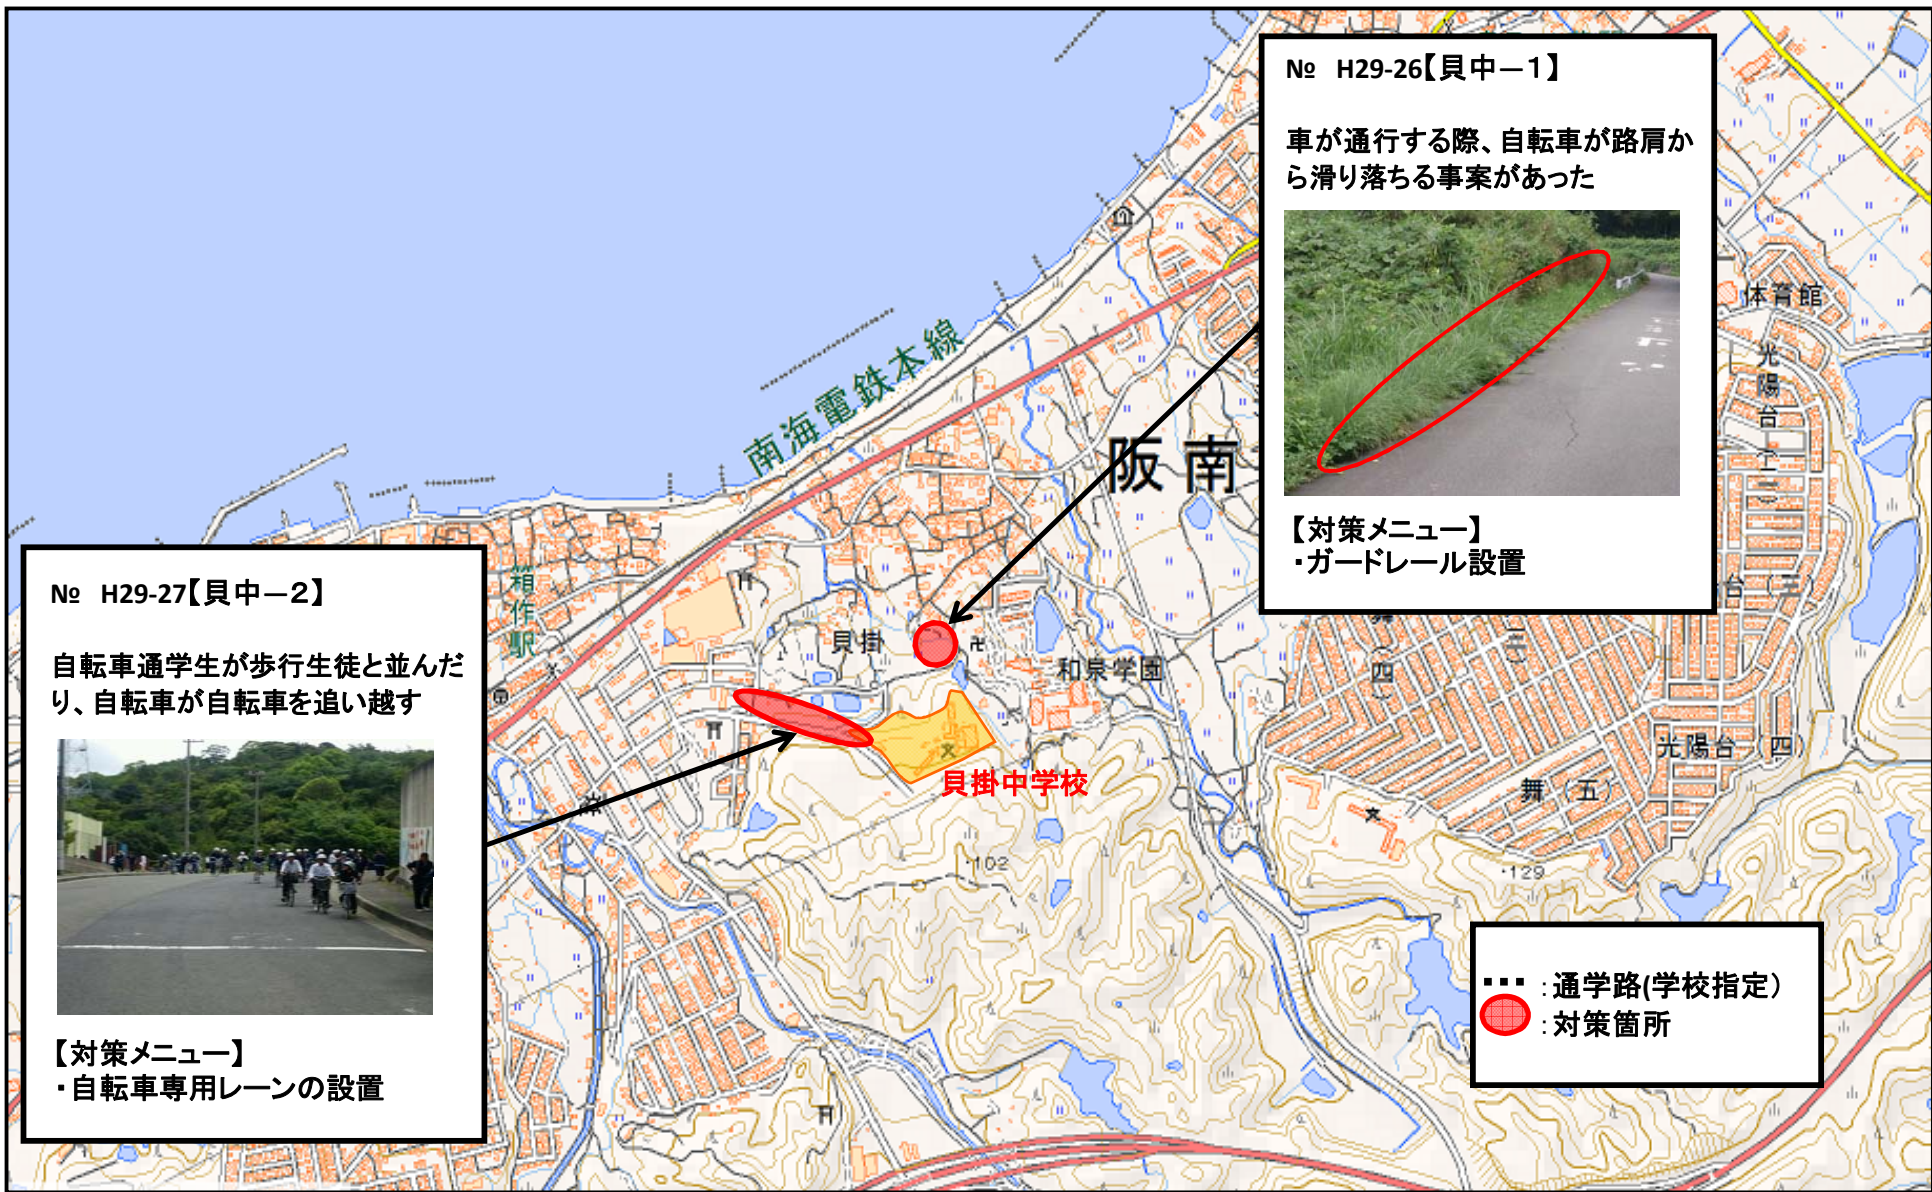 № H29-26【貝中－1】
車が通行する際、自転車が路肩か
ら滑り落ちる事案があった
【対策メニュー】
・ガードレール設置
№ H29-27【貝中－2】
自転車通学生が歩行生徒と並んだ
り、自転車が自転車を追い越す
【対策メニュー】
・自転車専用レーンの設置
南海電鉄本線
阪南
箱作駅
貝掛
和泉学園
貝掛中学校
体育館
光陽台
舞(四)
舞(五)
光陽台(四)
・102
・129
：通学路(学校指定）
：対策箇所